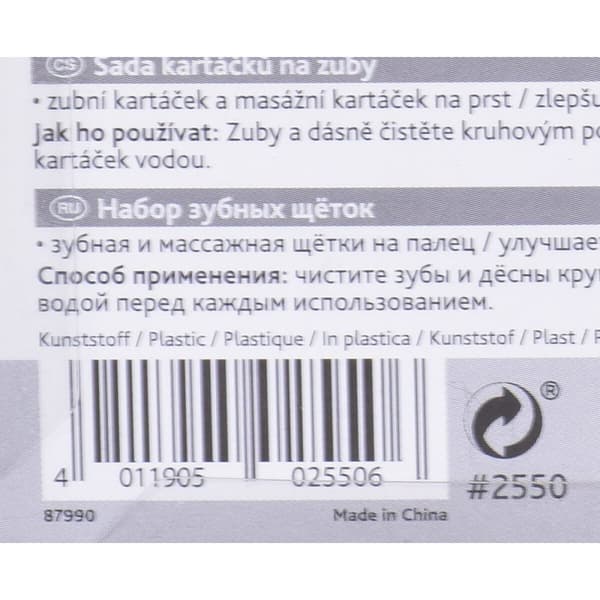 CS Sada kartáčků na zuby
• zubní kartáček a masážní kartáček na prst / zlepšu
Jak ho používat: Zuby a dásně čistěte kruhovým po
kartáček vodou.
RU Набор зубных щёток
• зубная и массажная щётки на палец / улучшае
Способ применения: чистите зубы и дёсны кру
водой перед каждым использованием.
Kunststoff / Plastic / Plastique / In plastica / Kunststof / Plast /
4 011905 025506
®
#2550
87990 Made in China